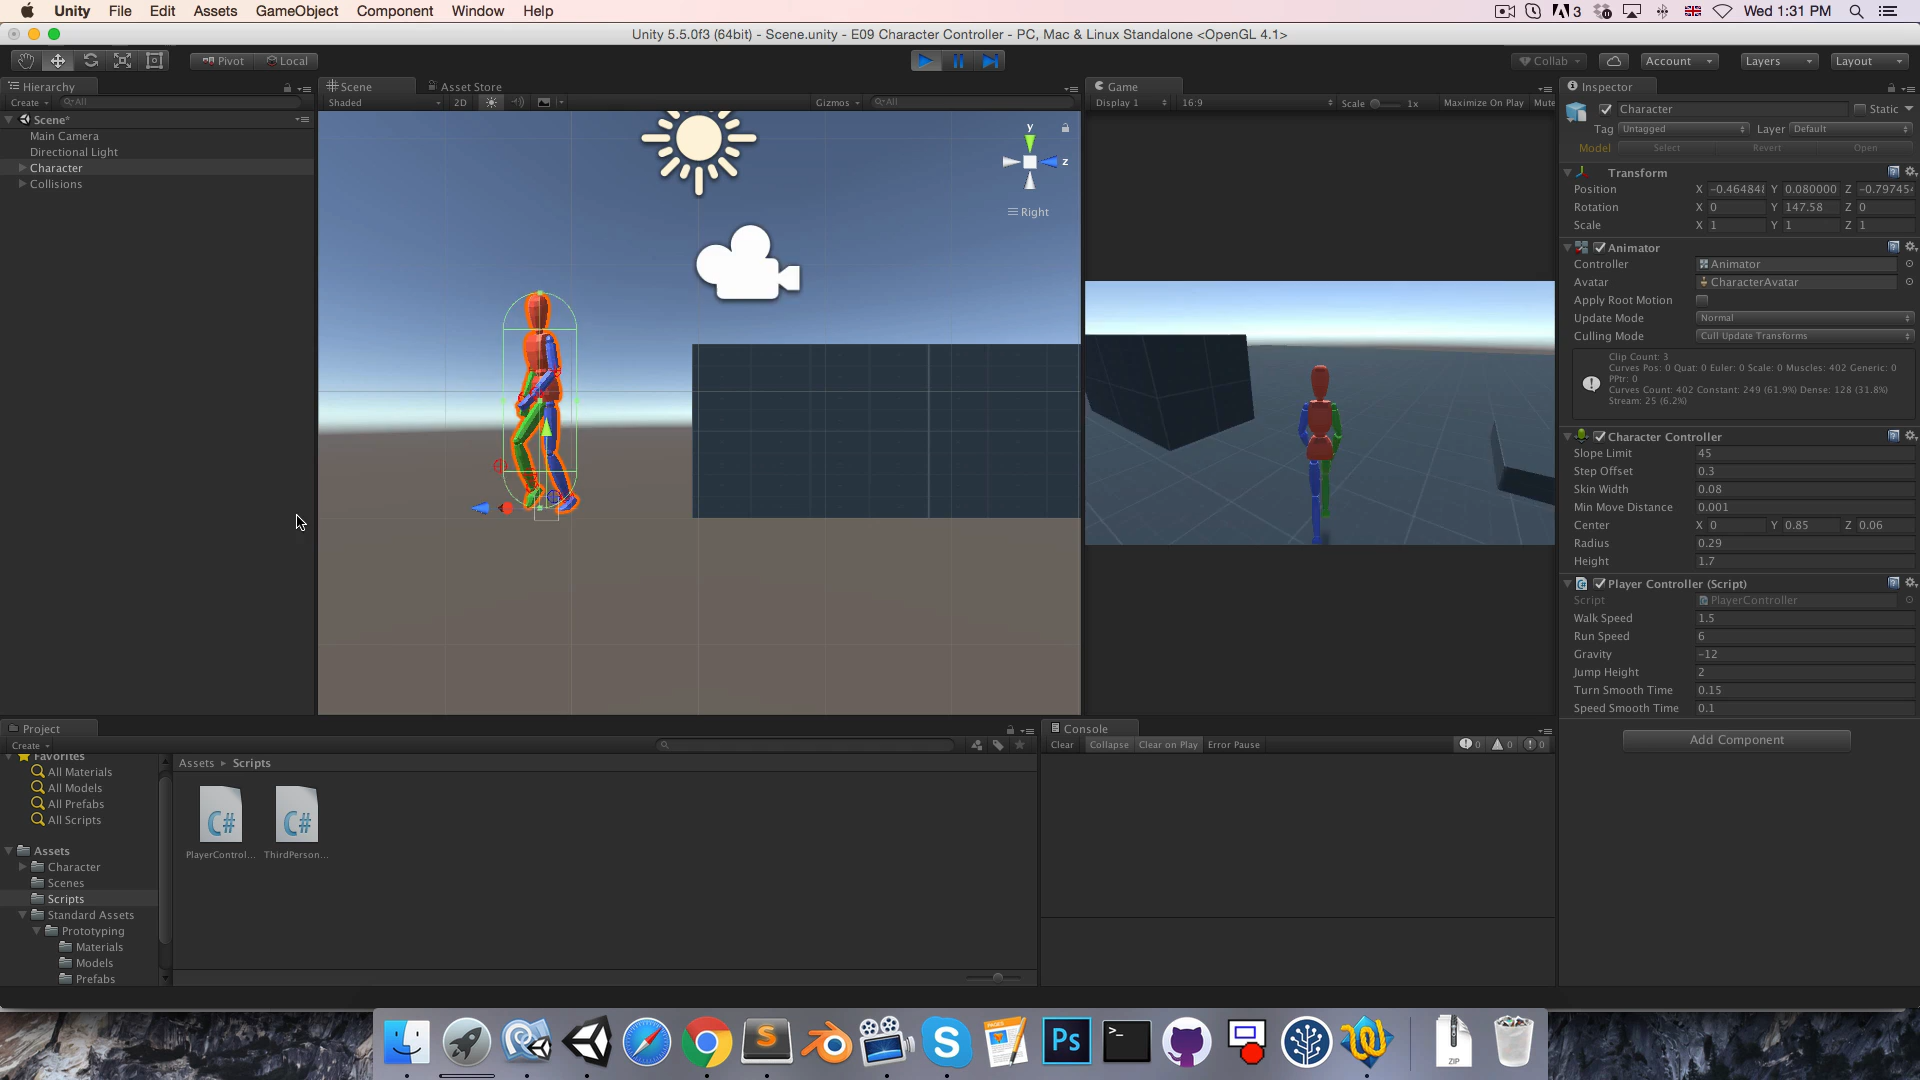 Unity File Edit Assets GameObject Component Window Help
3 Wed 1:31 PM
Unity 5.5.0f3 (64bit) - Scene.unity - E09 Character Controller - PC, Mac & Linux Standalone <OpenGL 4.1>
Pivot Local
Collab Account Layers Layout
Hierarchy
Create All
Scene*
Main Camera
Directional Light
Character
Collisions
Scene Asset Store
Shaded 2D Gizmos All
y
z
Right
Game
Display 1 16:9 Scale 1x Maximize On Play Mute
Inspector
Character Static
Tag Untagged Layer Default
Model Select Revert Open
Transform
Position X -0.464848 Y 0.080000 Z -0.79745
Rotation X 0 Y 147.58 Z 0
Scale X 1 Y 1 Z 1
Animator
Controller Animator
Avatar CharacterAvatar
Apply Root Motion
Update Mode Normal
Culling Mode Cull Update Transforms
Clip Count: 3
Curves Pos: 0 Quat: 0 Euler: 0 Scale: 0 Muscles: 402 Generic: 0
PPtr: 0
Curves Count: 402 Constant: 249 (61.9%) Dense: 128 (31.8%)
Stream: 25 (6.2%)
Character Controller
Slope Limit 45
Step Offset 0.3
Skin Width 0.08
Min Move Distance 0.001
Center X 0 Y 0.85 Z 0.06
Radius 0.29
Height 1.7
Player Controller (Script)
Script PlayerController
Walk Speed 1.5
Run Speed 6
Gravity -12
Jump Height 2
Turn Smooth Time 0.15
Speed Smooth Time 0.1
Add Component
Project
Create
Favorites
All Materials
All Models
All Prefabs
All Scripts
Assets
Character
Scenes
Scripts
Standard Assets
Prototyping
Materials
Models
Prefabs
Assets Scripts
C# C#
PlayerControl... ThirdPerson...
Console
Clear Collapse Clear on Play Error Pause 0 0 0
S S PAGES Ps >_ ZIP